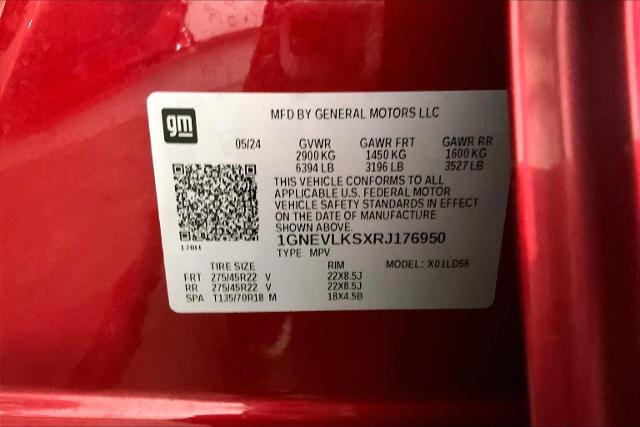 gm
MFD BY GENERAL MOTORS LLC
05/24 GVWR GAWR FRT GAWR RR
2900 KG 1450 KG 1600 KG
6394 LB 3196 LB 3527 LB
THIS VEHICLE CONFORMS TO ALL
APPLICABLE U.S. FEDERAL MOTOR
VEHICLE SAFETY STANDARDS IN EFFECT
ON THE DATE OF MANUFACTURE
SHOWN ABOVE.
1GNEVLKSXRJ176950
TYPE MPV
TIRE SIZE RIM MODEL: X01LD56
FRT 275/45R22 V 22X8.5J
RR 275/45R22 V 22X8.5J
SPA T135/70R18 M 18X4.5B